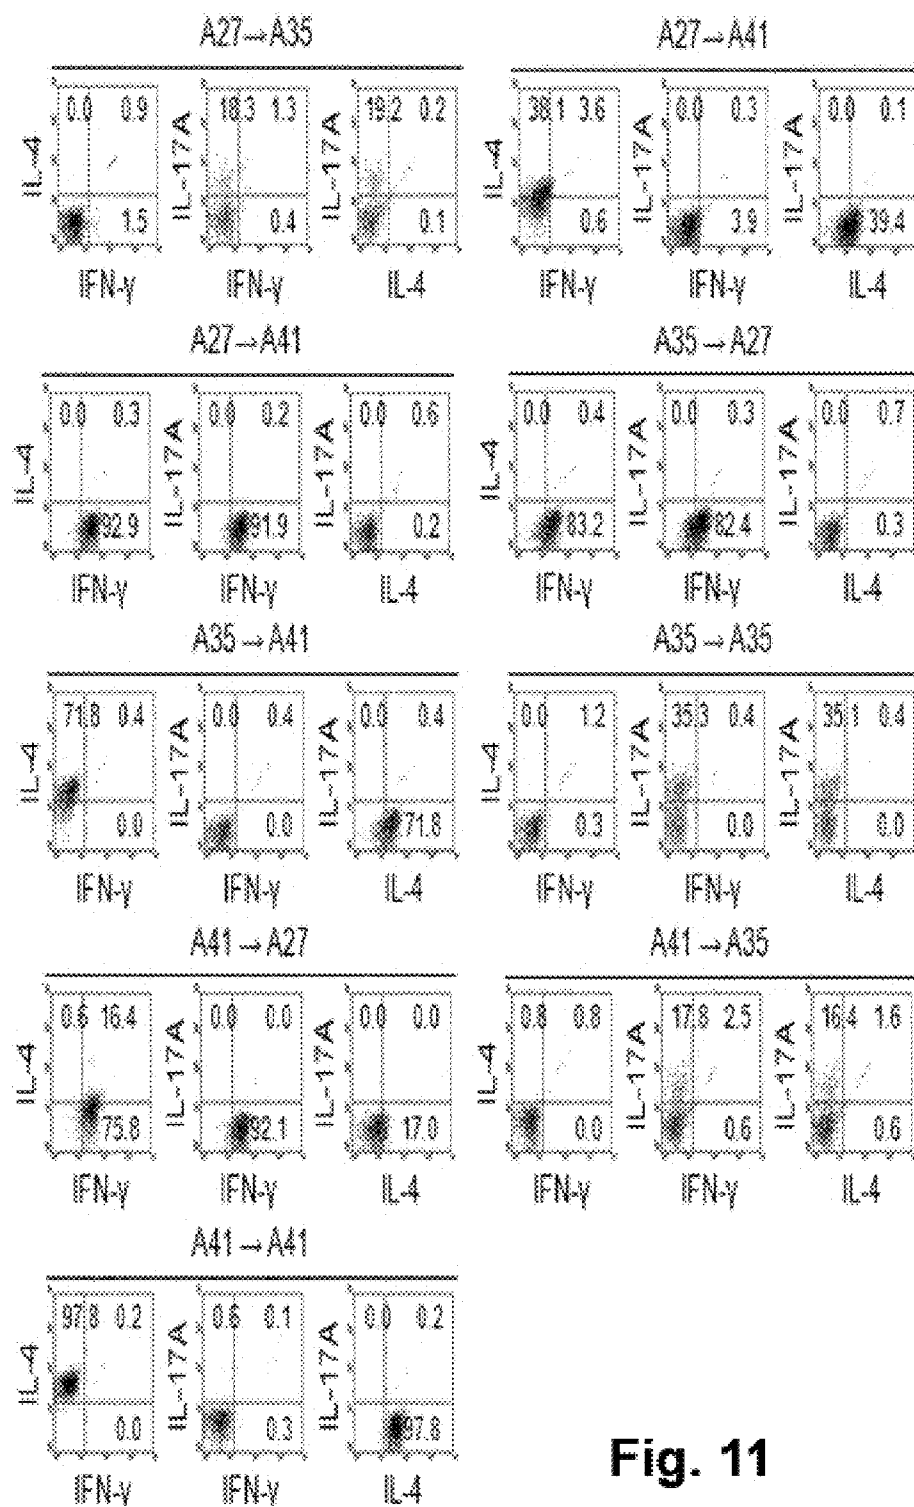 A27→A35
A27→A41
0.0 0.9
18.3 1.3
19.2 0.2
38.1 3.6
0.0 0.3
0.0 0.1
IL-4
IL-17A
IL-17A
IL-4
IL-17A
IL-17A
1.5
0.4
0.1
0.6
3.9
39.4
IFN-γ
IFN-γ
IL-4
IFN-γ
IFN-γ
IL-4
A27→A41
A35→A27
0.0 0.3
0.0 0.2
0.0 0.6
0.0 0.4
0.0 0.3
0.0 0.7
IL-4
IL-17A
IL-17A
IL-4
IL-17A
IL-17A
92.9
91.9
0.2
83.2
82.4
0.3
IFN-γ
IFN-γ
IL-4
IFN-γ
IFN-γ
IL-4
A35→A41
A35→A35
71.8 0.4
0.0 0.4
0.0 0.4
0.0 1.2
35.3 0.4
35.1 0.4
IL-4
IL-17A
IL-17A
IL-4
IL-17A
IL-17A
0.0
0.0
71.8
0.3
0.0
0.0
IFN-γ
IFN-γ
IL-4
IFN-γ
IFN-γ
IL-4
A41→A27
A41→A35
0.6 16.4
0.0 0.0
0.0 0.0
0.8 0.8
17.8 2.5
16.4 1.6
IL-4
IL-17A
IL-17A
IL-4
IL-17A
IL-17A
75.8
92.1
17.0
0.0
0.6
0.6
IFN-γ
IFN-γ
IL-4
IFN-γ
IFN-γ
IL-4
A41→A41
97.8 0.2
0.6 0.1
0.0 0.2
IL-4
IL-17A
IL-17A
0.0
0.3
97.8
IFN-γ
IFN-γ
IL-4
Fig. 11